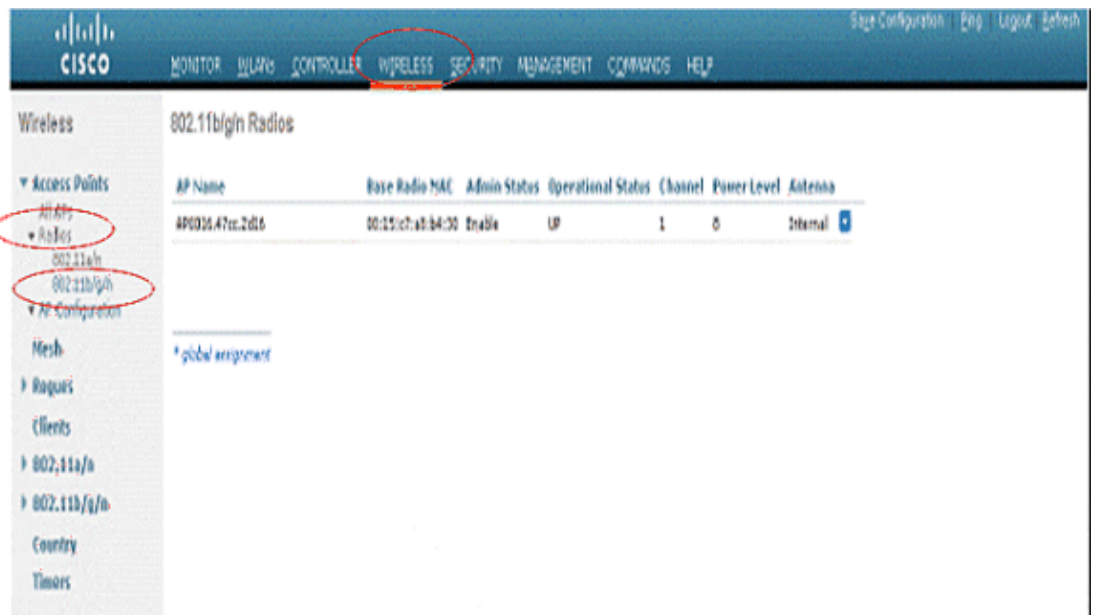 Save Configuration | Ping | Logout | Refresh
CISCO
MONITOR WLANs CONTROLLER WIRELESS SECURITY MANAGEMENT COMMANDS HELP
Wireless
802.11b/g/n Radios
Access Points
All APs
Radios
802.11a/n
802.11b/g/n
AP Configuration
Mesh
Rogues
Clients
802.11a/n
802.11b/g/n
Country
Timers
AP Name Base Radio MAC Admin Status Operational Status Channel Power Level Antenna
Enable UP 1 Internal
* global assignment